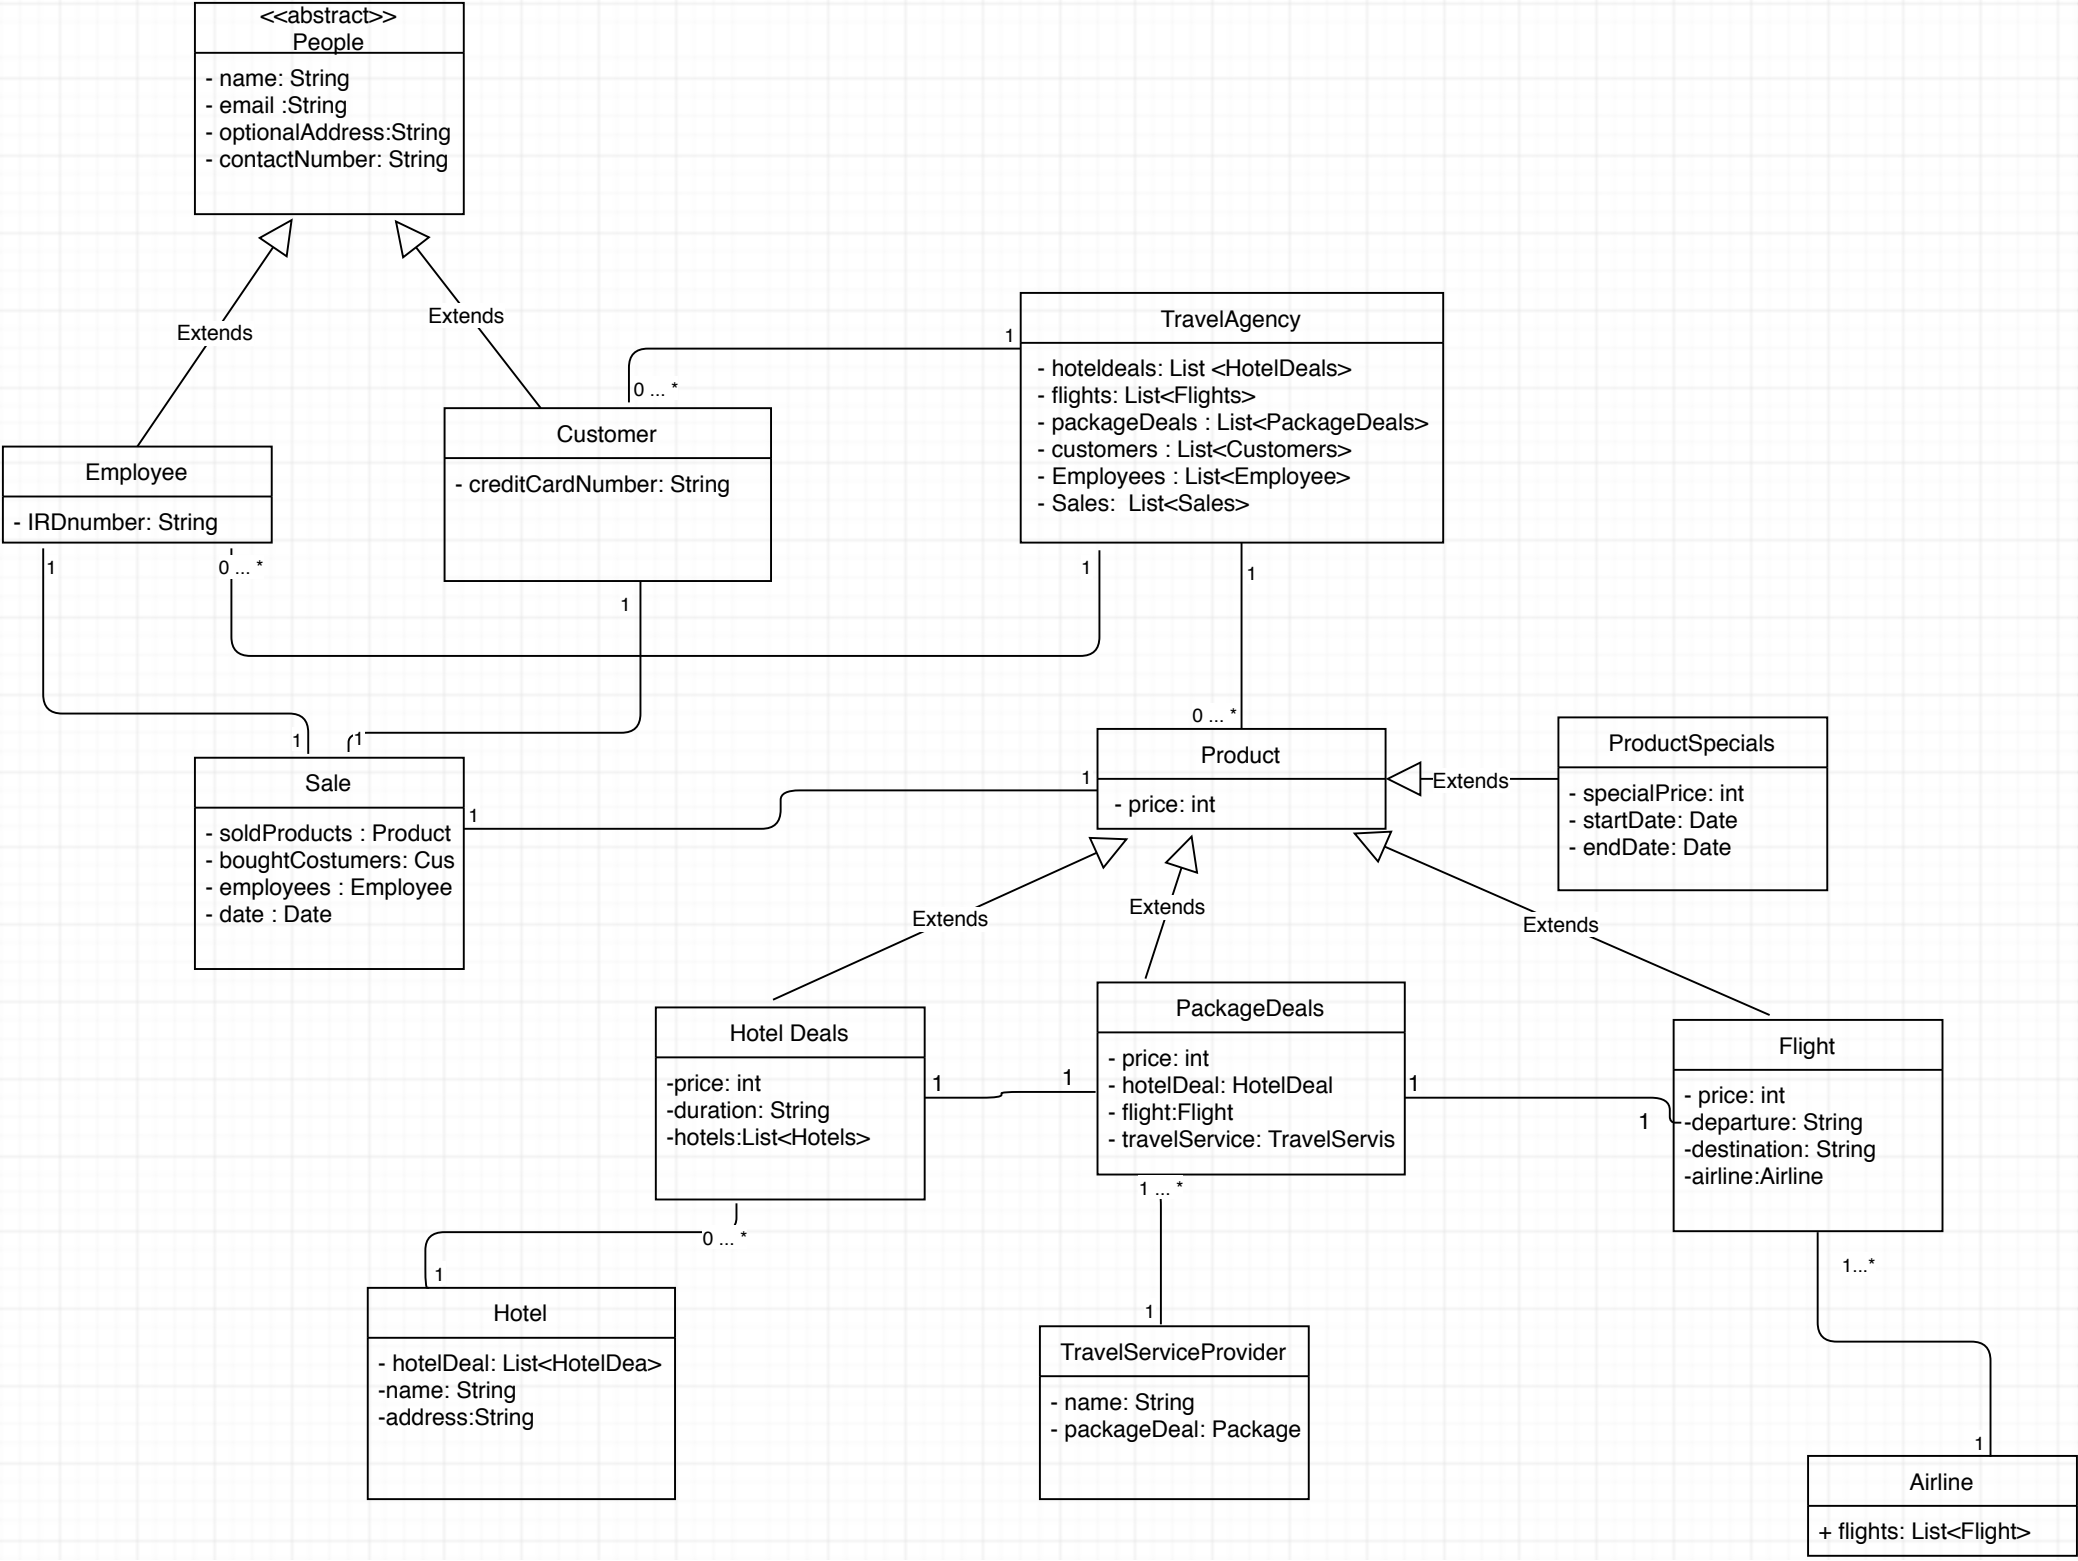 <<abstract>>
People
- name: String
- email :String
- optionalAddress:String
- contactNumber: String
Extends
Extends
TravelAgency
- hoteldeals: List <HotelDeals>
- flights: List<Flights>
- packageDeals : List<PackageDeals>
- customers : List<Customers>
- Employees : List<Employee>
- Sales:  List<Sales>
1
0 ... *
Customer
- creditCardNumber: String
Employee
- IRDnumber: String
1
0 ... *
1
1
1
0 ... *
1
1
Sale
- soldProducts : Product
- boughtCostumers: Cus
- employees : Employee
- date : Date
1
1
Product
- price: int
Extends
ProductSpecials
- specialPrice: int
- startDate: Date
- endDate: Date
Extends
Extends
Extends
Hotel Deals
-price: int
-duration: String
-hotels:List<Hotels>
1
1
PackageDeals
- price: int
- hotelDeal: HotelDeal
- flight:Flight
- travelService: TravelServis
1
1
Flight
- price: int
-departure: String
-destination: String
-airline:Airline
0 ... *
1
1 ... *
1
1...*
1
Hotel
- hotelDeal: List<HotelDea>
-name: String
-address:String
TravelServiceProvider
- name: String
- packageDeal: Package
Airline
+ flights: List<Flight>